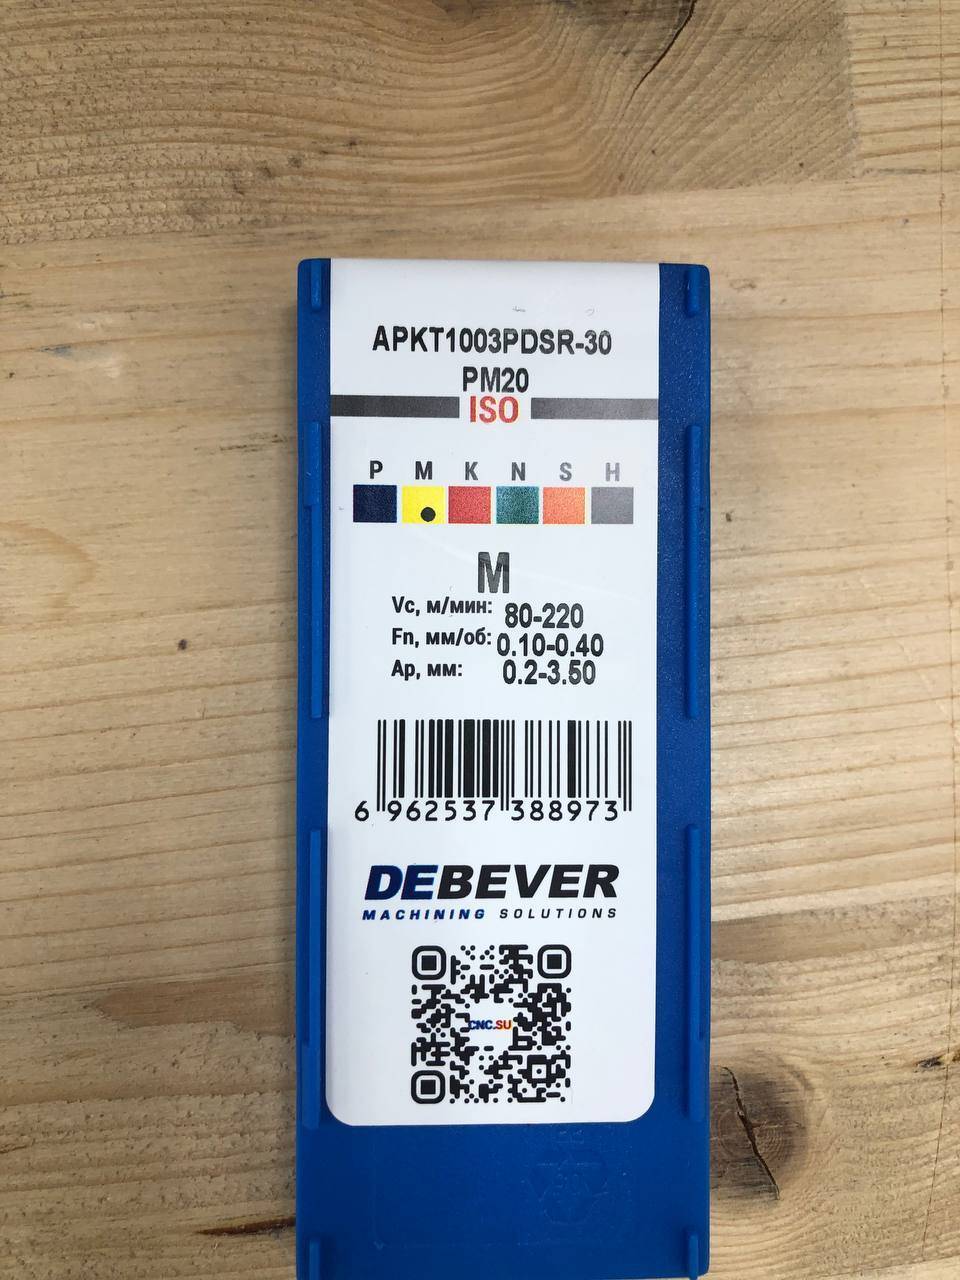 APKT1003PDSR-30
PM20
ISO
P M K N S H
M
Vc, м/мин: 80-220
Fn, мм/об: 0.10-0.40
Ap, мм: 0.2-3.50
6 962537 388973
DEBEVER
MACHINING SOLUTIONS
CNC.SU